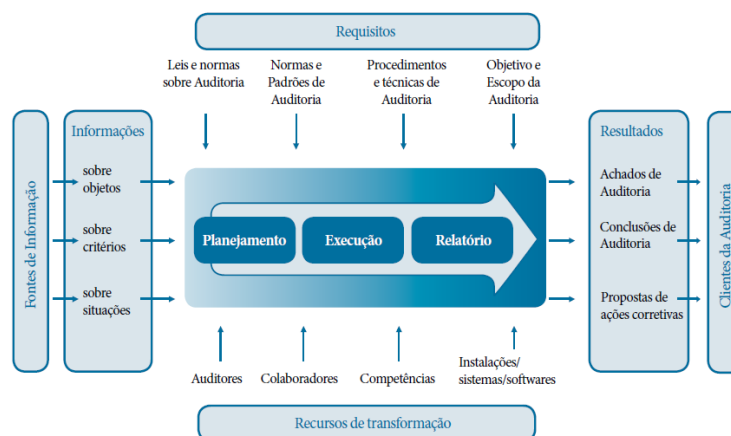 Requisitos
Leis e normas
sobre Auditoria
Normas e
Padrões de
Auditoria
Procedimentos
e técnicas de
Auditoria
Objetivo e
Escopo da
Auditoria
Fontes de Informação
Informações
sobre
objetos
sobre
critérios
sobre
situações
Planejamento
Execução
Relatório
Resultados
Achados de
Auditoria
Conclusões de
Auditoria
Propostas de
ações corretivas
Clientes da Auditoria
Auditores
Colaboradores
Competências
Instalações/
sistemas/softwares
Recursos de transformação